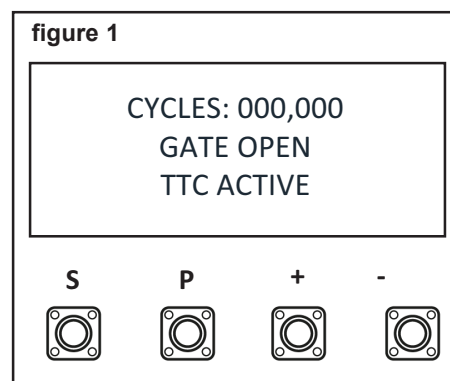 figure 1
CYCLES: 000,000
GATE OPEN
TTC ACTIVE
S P + -